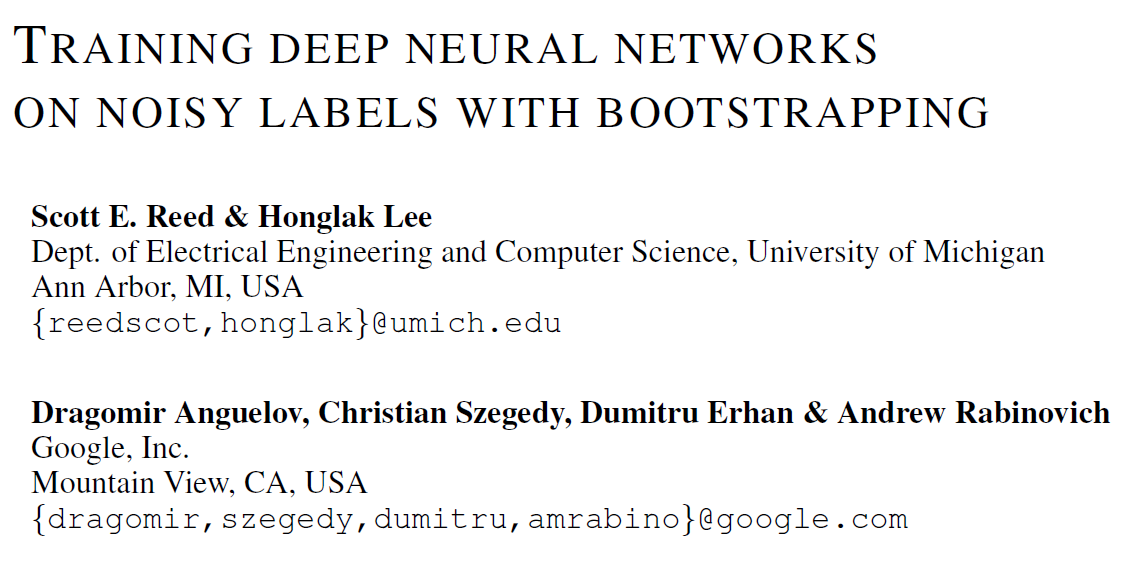 TRAINING DEEP NEURAL NETWORKS
ON NOISY LABELS WITH BOOTSTRAPPING
Scott E. Reed & Honglak Lee
Dept. of Electrical Engineering and Computer Science, University of Michigan
Ann Arbor, MI, USA
{reedscot,honglak}@umich.edu
Dragomir Anguelov, Christian Szegedy, Dumitru Erhan & Andrew Rabinovich
Google, Inc.
Mountain View, CA, USA
{dragomir,szegedy,dumitru,amrabino}@google.com